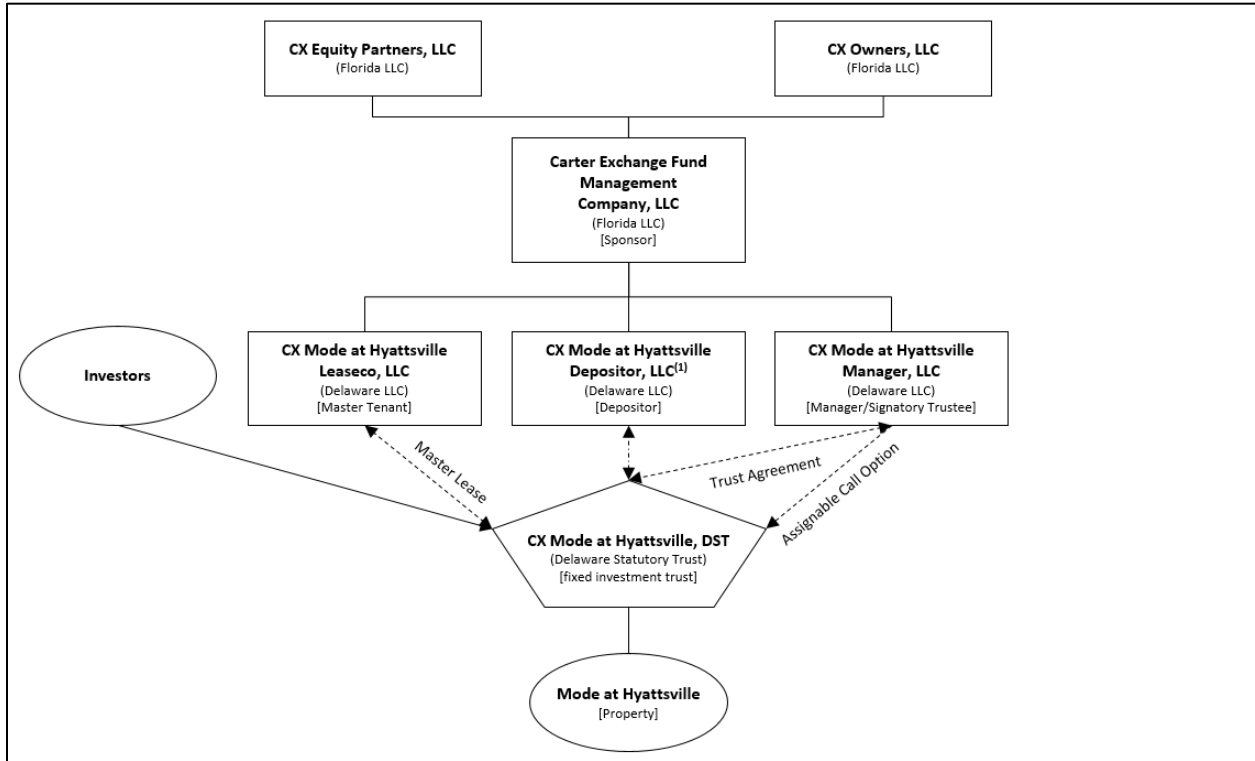 CX Equity Partners, LLC
(Florida LLC)
CX Owners, LLC
(Florida LLC)
Carter Exchange Fund
Management
Company, LLC
(Florida LLC)
[Sponsor]
Investors
CX Mode at Hyattsville
Leaseco, LLC
(Delaware LLC)
[Master Tenant]
CX Mode at Hyattsville
Depositor, LLC(1)
(Delaware LLC)
[Depositor]
CX Mode at Hyattsville
Manager, LLC
(Delaware LLC)
[Manager/Signatory Trustee]
Master Lease
Trust Agreement
Assignable Call Option
CX Mode at Hyattsville, DST
(Delaware Statutory Trust)
[fixed investment trust]
Mode at Hyattsville
[Property]